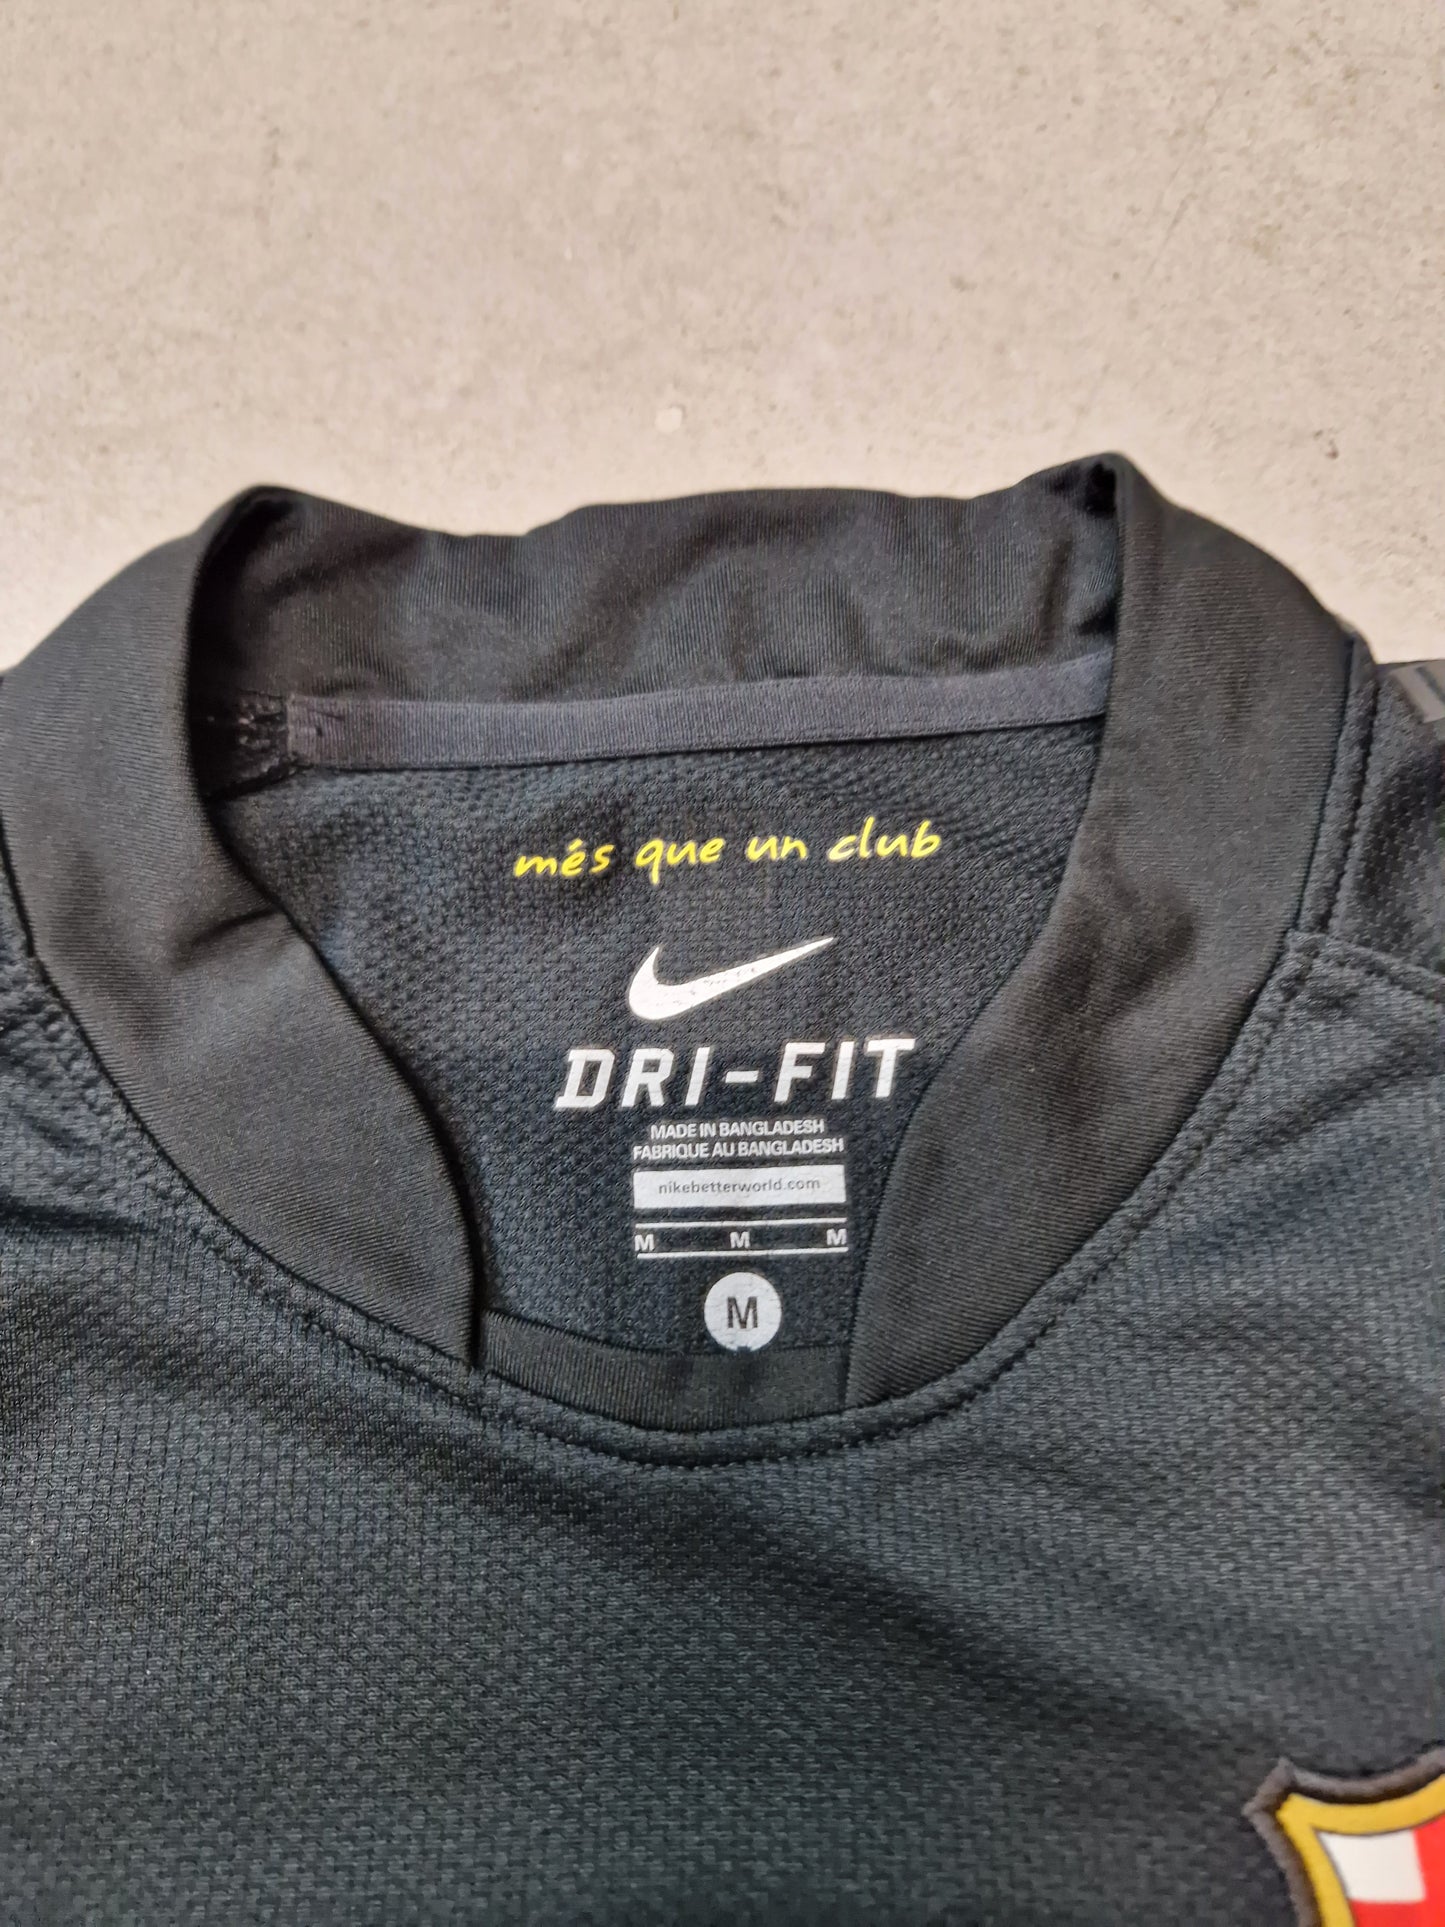 més que un club
DRI-FIT
MADE IN BANGLADESH
FABRIQUE AU BANGLADESH
nikebetterworld.com
M M M
M